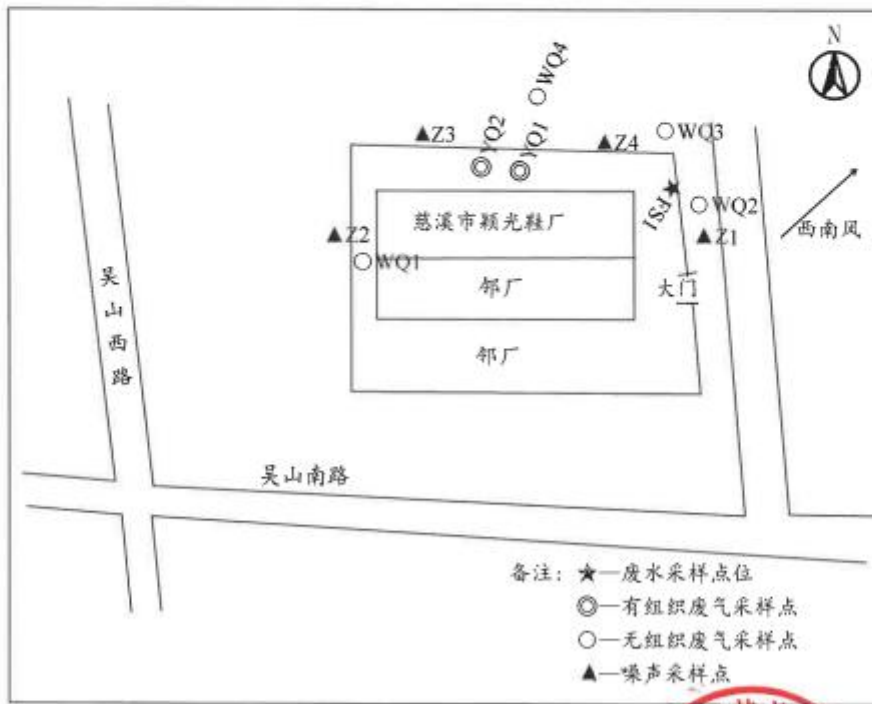 N
WQ4
Z3
YQ2
YQ1
Z4
WQ3
FS1
WQ2
西南风
慈溪市颖光鞋厂
Z2
Z1
WQ1
大门
邻厂
邻厂
吴山西路
吴山南路
备注：★—废水采样点位
◎—有组织废气采样点
○—无组织废气采样点
▲—噪声采样点